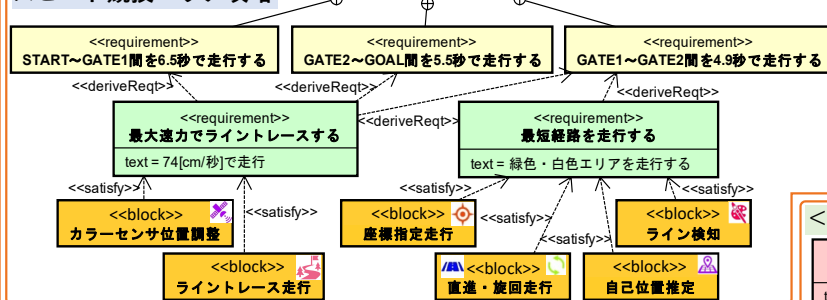 <<requirement>>
START～GATE1間を6.5秒で走行する
<<requirement>>
GATE2～GOAL間を5.5秒で走行する
<<requirement>>
GATE1～GATE2間を4.9秒で走行する
<<deriveReqt>>
<<deriveReqt>>
<<deriveReqt>>
<<deriveReqt>>
<<requirement>>
最大速力でライントレースする
text = 74[cm/秒]で走行
<<requirement>>
最短経路を走行する
text = 緑色・白色エリアを走行する
<<satisfy>>
<<satisfy>>
<<satisfy>>
<<satisfy>>
<<satisfy>>
<<satisfy>>
<<block>>
カラーセンサ位置調整
<<block>>
座標指定走行
<<block>>
ライン検知
<<block>>
ライントレース走行
<<block>>
直進・旋回走行
<<block>>
自己位置推定